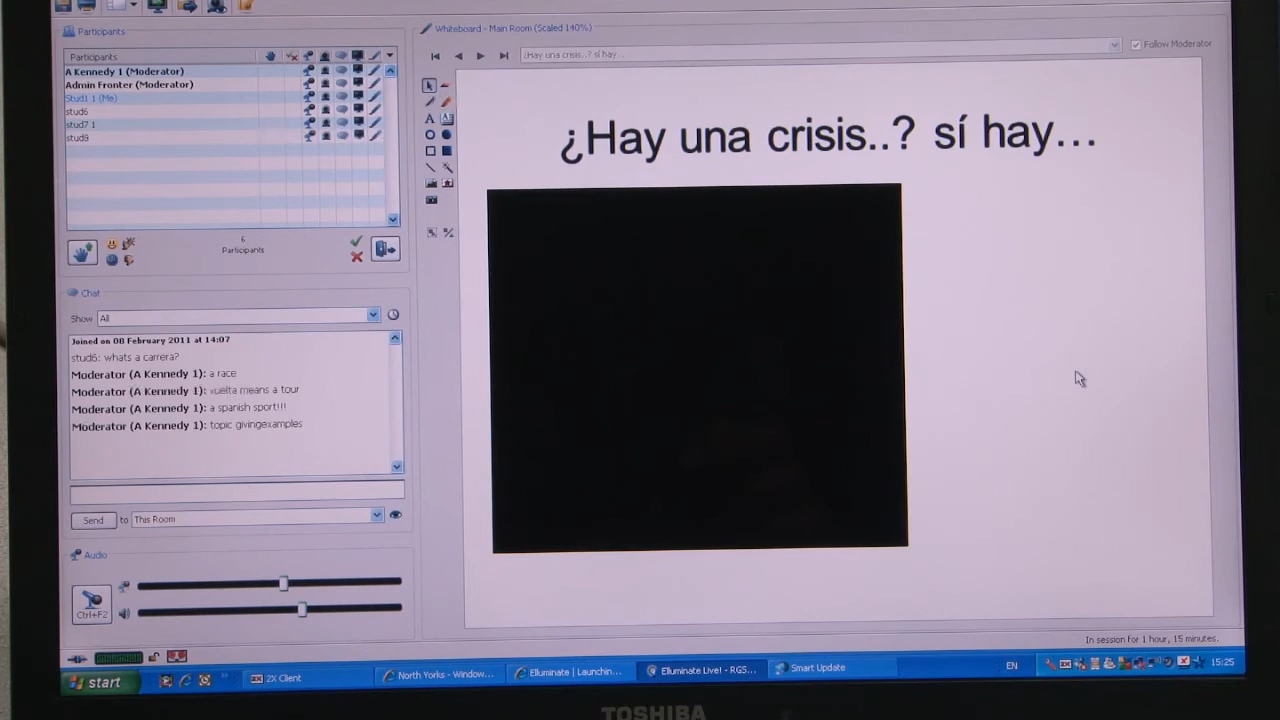 Participants
Whiteboard - Main Room (Scaled 140%)
¿Hay una crisis..? sí hay...
Follow Moderator
Participants
A Kennedy 1 (Moderator)
Admin Fronter (Moderator)
Stud1 1 (Me)
stud6
stud7 1
stud8
¿Hay una crisis..? sí hay...
6
Participants
Chat
Show All
Joined on 08 February 2011 at 14:07
stud6: whats a carrera?
Moderator (A Kennedy 1): a race
Moderator (A Kennedy 1): vuelta means a tour
Moderator (A Kennedy 1): a spanish sport!!!
Moderator (A Kennedy 1): topic givingexamples
Send to This Room
Audio
Ctrl+F2
In session for 1 hour, 15 minutes.
start
2X Client
North Yorks - Window...
Elluminate | Launchin...
Elluminate Live! - RGS...
Smart Update
EN
15:25
TOSHIBA